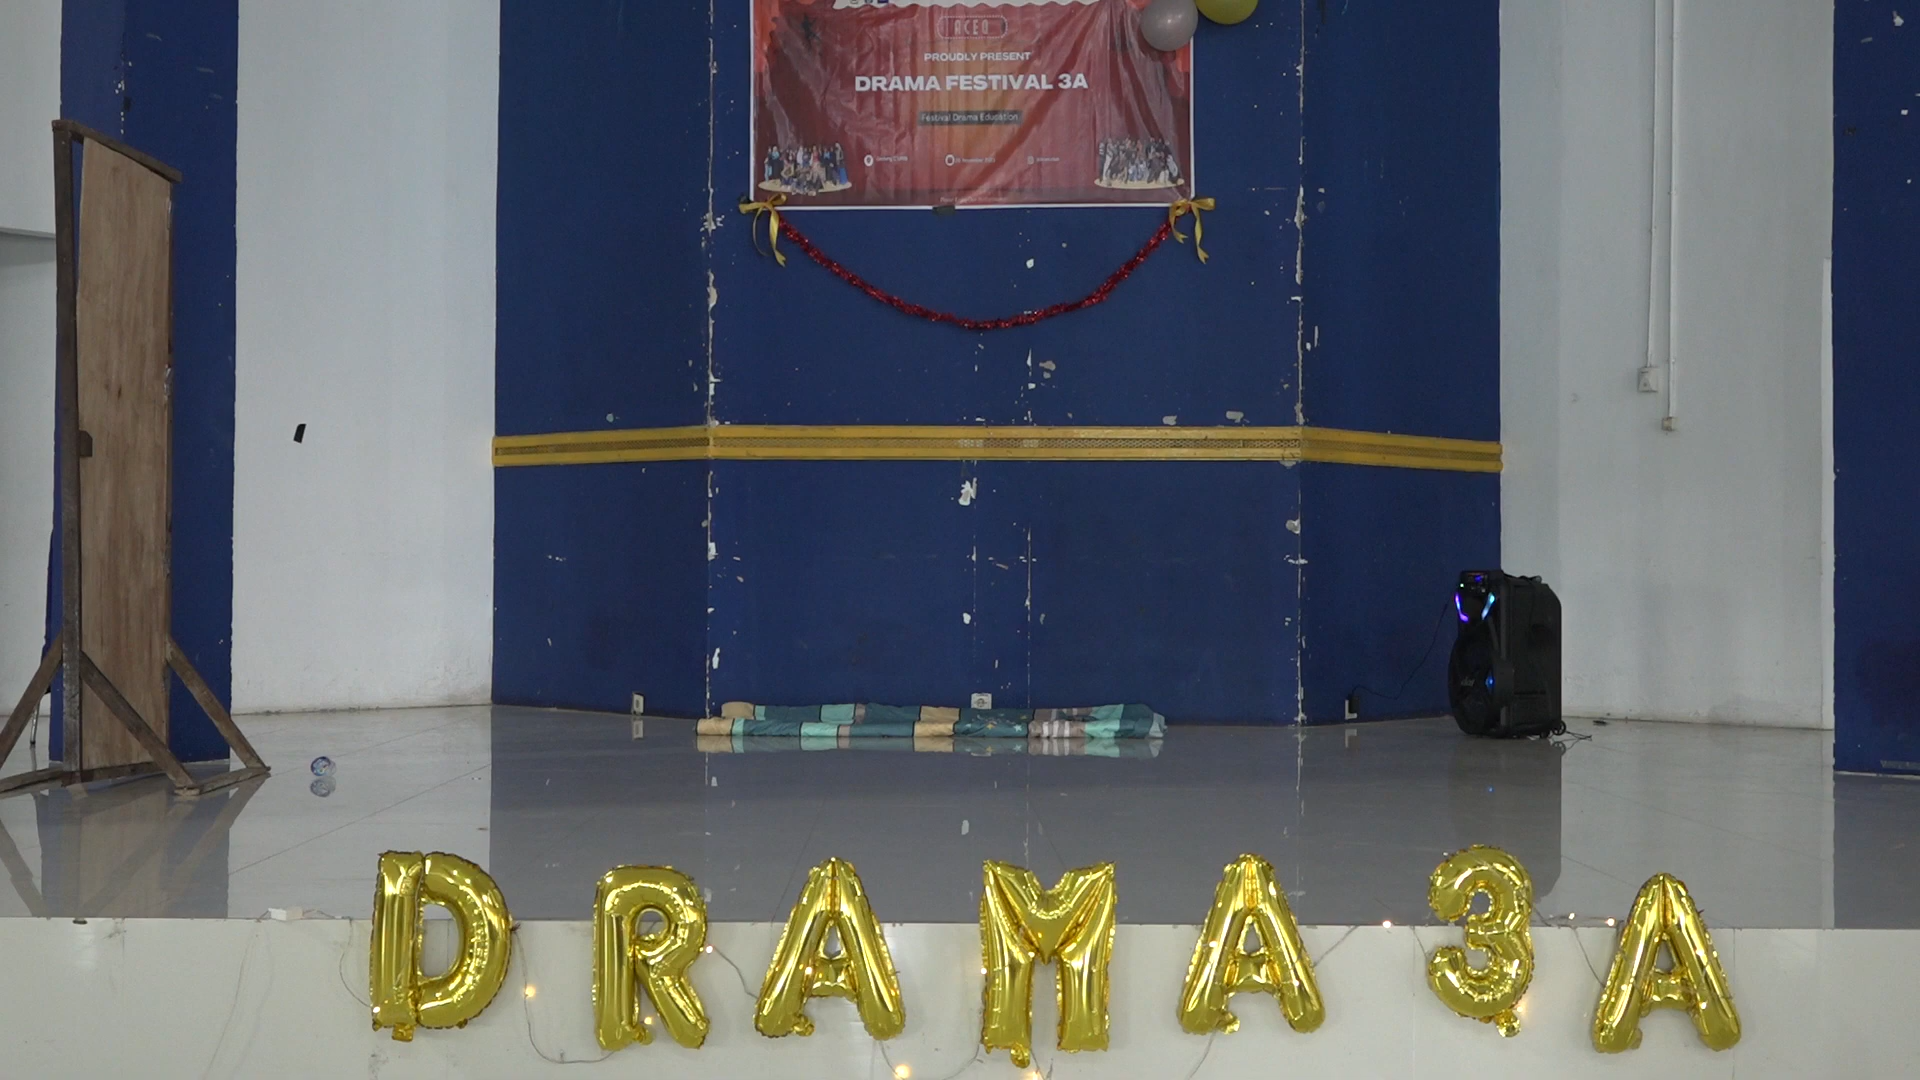 ACEQ
PROUDLY PRESENT
DRAMA FESTIVAL 3A
Festival Drama Education
DRAMA 3A